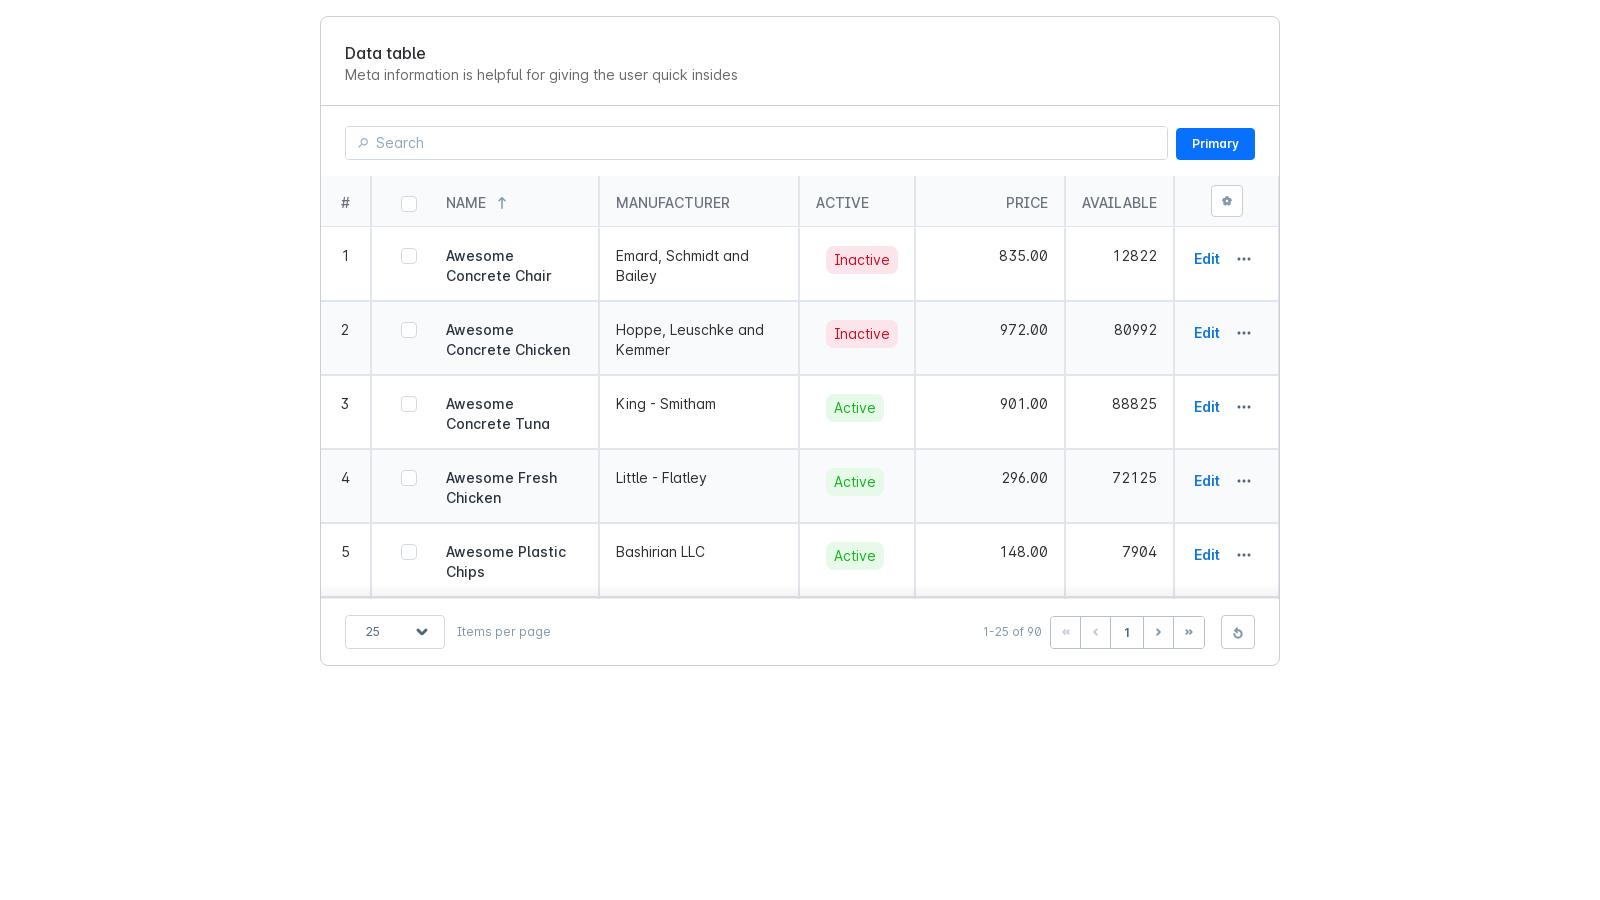 Data table
Meta information is helpful for giving the user quick insides
Search
Primary
# NAME MANUFACTURER ACTIVE PRICE AVAILABLE
1 Awesome Concrete Chair Emard, Schmidt and Bailey Inactive 835.00 12822 Edit
2 Awesome Concrete Chicken Hoppe, Leuschke and Kemmer Inactive 972.00 80992 Edit
3 Awesome Concrete Tuna King - Smitham Active 901.00 88825 Edit
4 Awesome Fresh Chicken Little - Flatley Active 296.00 72125 Edit
5 Awesome Plastic Chips Bashirian LLC Active 148.00 7904 Edit
25 Items per page 1-25 of 90 « ‹ 1 › »